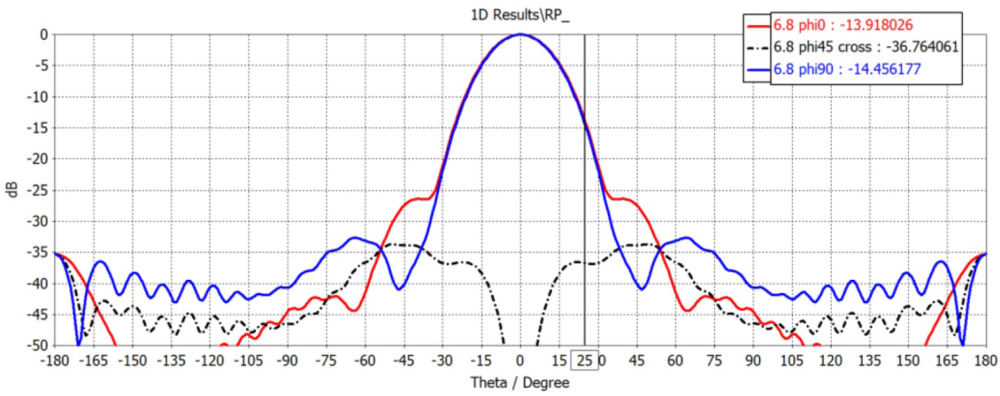 1D Results\RP_
6.8 phi0 : -13.918026
6.8 phi45 cross : -36.764061
6.8 phi90 : -14.456177
0
-5
-10
-15
-20
-25
-30
-35
-40
-45
-50
dB
-180 -165 -150 -135 -120 -105 -90 -75 -60 -45 -30 -15 0 15 25 0 45 60 75 90 105 120 135 150 165 180
Theta / Degree